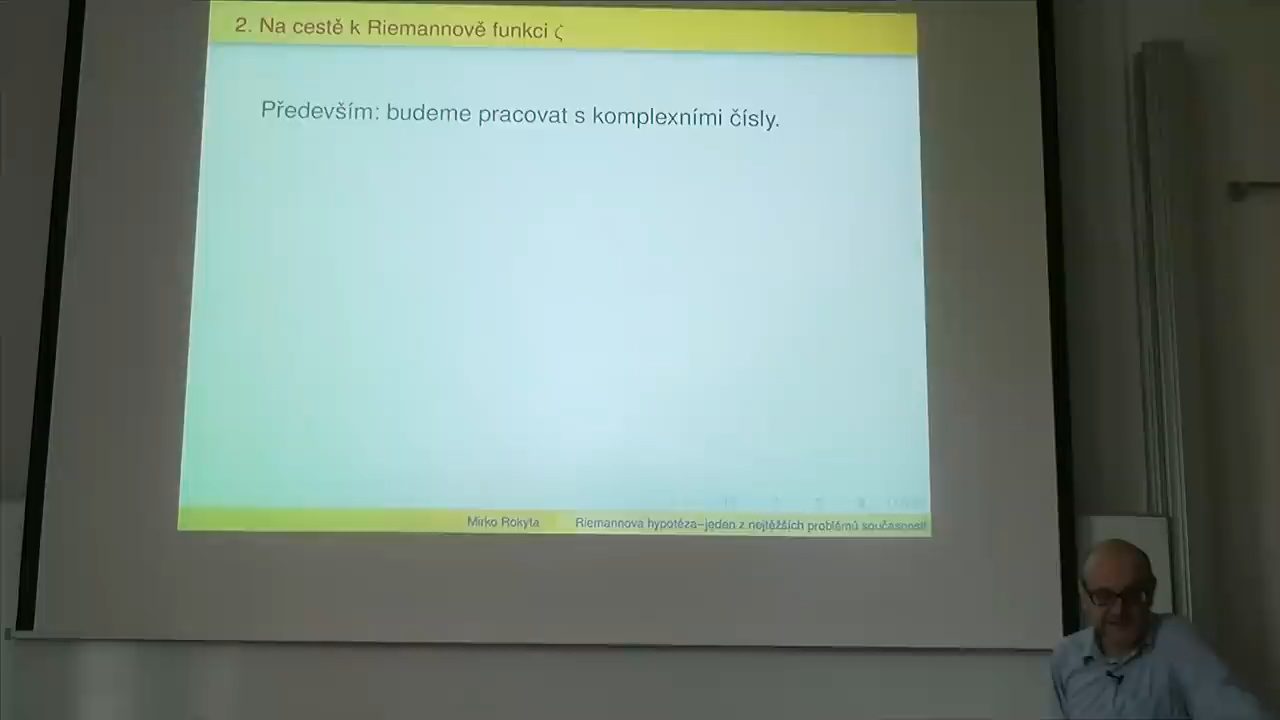 2. Na cestě k Riemannově funkci ζ
Především: budeme pracovat s komplexními čísly.
Mirko Rokyta Riemannova hypotéza–jeden z nejtěžších problémů současnosti